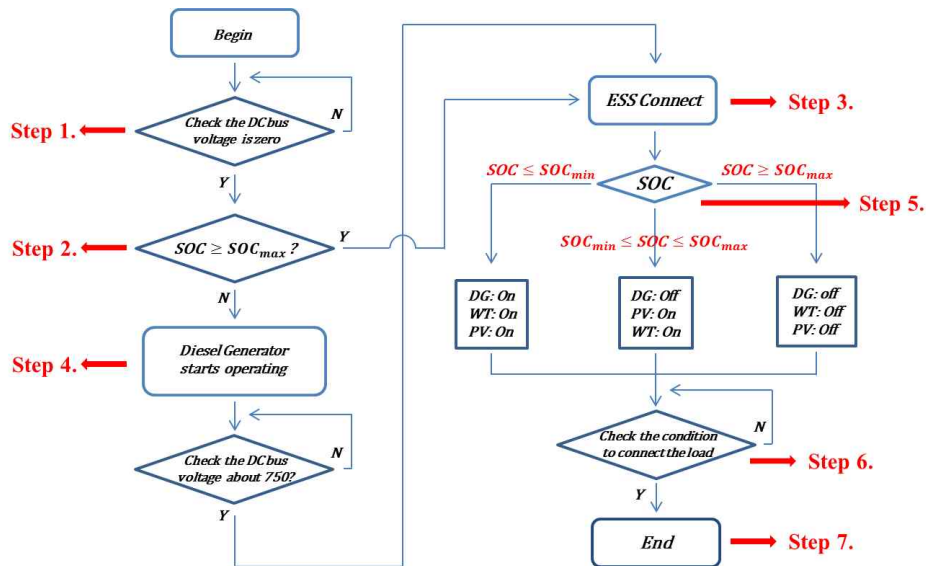 Begin
Step 1.
Check the DC bus
voltage is zero
N
Y
Step 2.
SOC ≥ SOCmax ?
Y
N
Step 4.
Diesel Generator
starts operating
Check the DC bus
voltage about 750?
N
Y
ESS Connect
Step 3.
SOC ≤ SOCmin
SOC
SOC ≥ SOCmax
Step 5.
SOCmin ≤ SOC ≤ SOCmax
DG: On
WT: On
PV: On
DG: Off
PV: On
WT: On
DG: off
WT: Off
PV: Off
Check the condition
to connect the load
N
Step 6.
Y
End
Step 7.